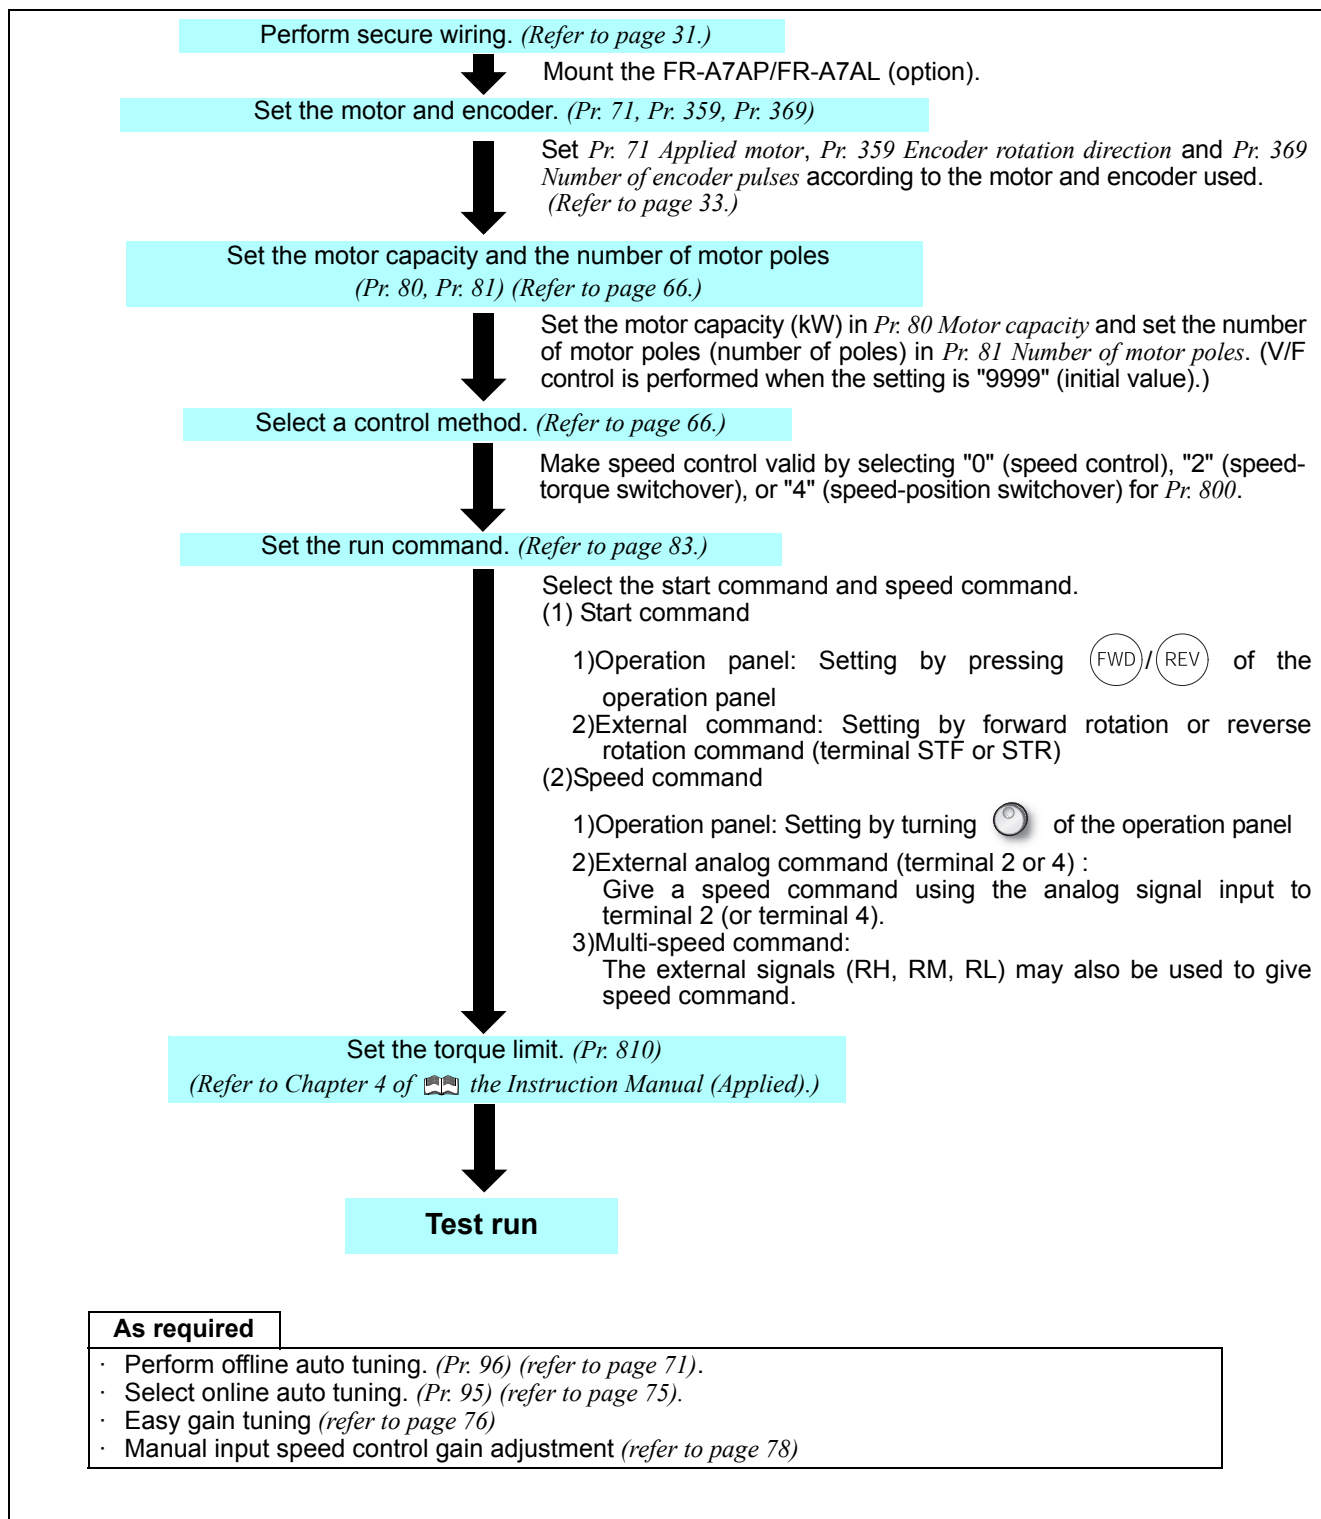 Perform secure wiring. (Refer to page 31.)
Mount the FR-A7AP/FR-A7AL (option).
Set the motor and encoder. (Pr. 71, Pr. 359, Pr. 369)
Set Pr. 71 Applied motor, Pr. 359 Encoder rotation direction and Pr. 369
Number of encoder pulses according to the motor and encoder used.
(Refer to page 33.)
Set the motor capacity and the number of motor poles
(Pr. 80, Pr. 81) (Refer to page 66.)
Set the motor capacity (kW) in Pr. 80 Motor capacity and set the number
of motor poles (number of poles) in Pr. 81 Number of motor poles. (V/F
control is performed when the setting is "9999" (initial value).)
Select a control method. (Refer to page 66.)
Make speed control valid by selecting "0" (speed control), "2" (speed-
torque switchover), or "4" (speed-position switchover) for Pr. 800.
Set the run command. (Refer to page 83.)
Select the start command and speed command.
(1) Start command
1)Operation panel: Setting by pressing FWD/REV of the
operation panel
2)External command: Setting by forward rotation or reverse
rotation command (terminal STF or STR)
(2)Speed command
1)Operation panel: Setting by turning of the operation panel
2)External analog command (terminal 2 or 4) :
Give a speed command using the analog signal input to
terminal 2 (or terminal 4).
3)Multi-speed command:
The external signals (RH, RM, RL) may also be used to give
speed command.
Set the torque limit. (Pr. 810)
(Refer to Chapter 4 of the Instruction Manual (Applied).)
Test run
As required
· Perform offline auto tuning. (Pr. 96) (refer to page 71).
· Select online auto tuning. (Pr. 95) (refer to page 75).
· Easy gain tuning (refer to page 76)
· Manual input speed control gain adjustment (refer to page 78)